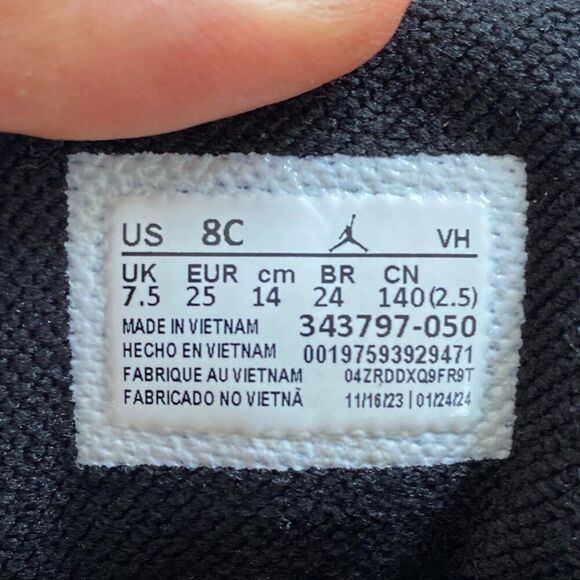 US 8C VH
UK EUR cm BR CN
7.5 25 14 24 140(2.5)
MADE IN VIETNAM 343797-050
HECHO EN VIETNAM 00197593929471
FABRIQUE AU VIETNAM 04ZRDDXQ9FR9T
FABRICADO NO VIETNÃ 11/16/23 | 01/24/24